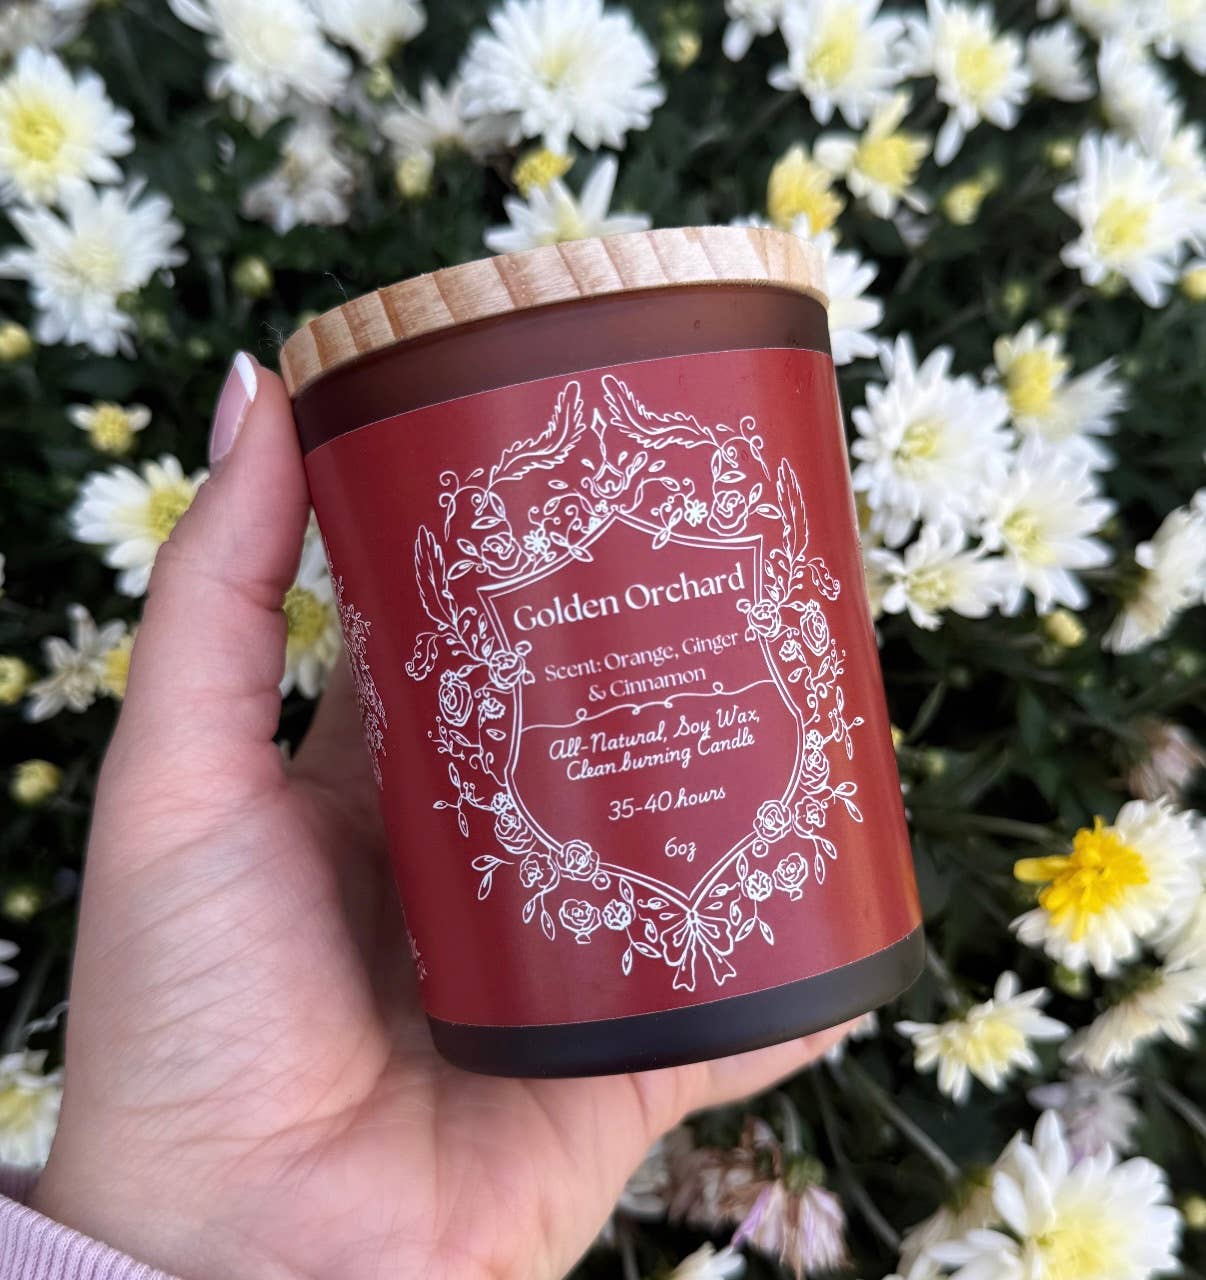 Golden Orchard
Scent: Orange, Ginger
& Cinnamon
All-Natural, Soy Wax,
Clean burning Candle
35-40 hours
6oz